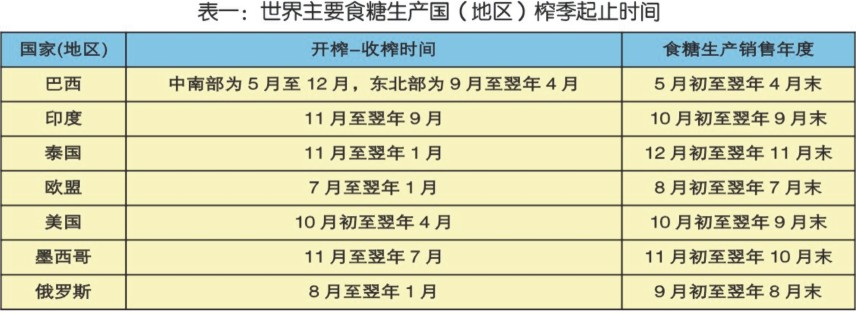 表一：世界主要食糖生产国（地区）榨季起止时间
国家(地区) 开榨-收榨时间 食糖生产销售年度
巴西 中南部为5月至12月，东北部为9月至翌年4月 5月初至翌年4月末
印度 11月至翌年9月 10月初至翌年9月末
泰国 11月至翌年1月 12月初至翌年11月末
欧盟 7月至翌年1月 8月初至翌年7月末
美国 10月初至翌年4月 10月初至翌年9月末
墨西哥 11月至翌年7月 11月初至翌年10月末
俄罗斯 8月至翌年1月 9月初至翌年8月末